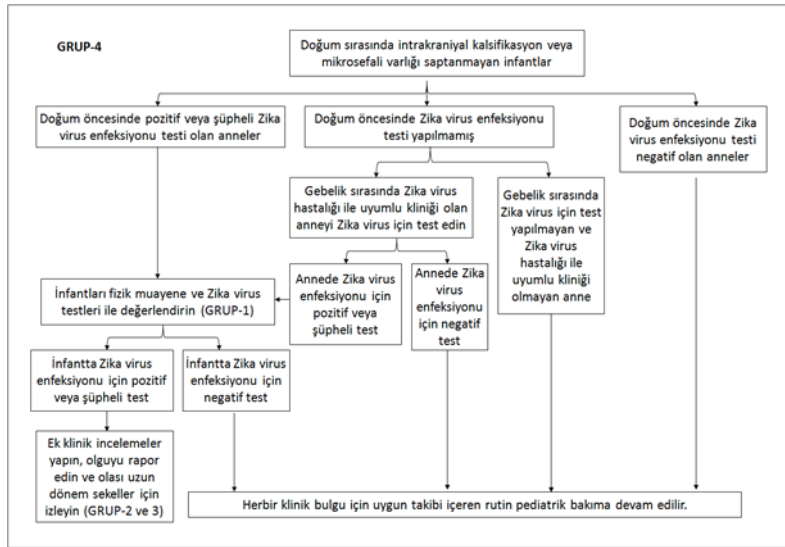 GRUP-4
Doğum sırasında intrakraniyal kalsifikasyon veya
mikrosefali varlığı saptanmayan infantlar
Doğum öncesinde pozitif veya şüpheli Zika
virus enfeksiyonu testi olan anneler
Doğum öncesinde Zika virus enfeksiyonu
testi yapılmamış
Doğum öncesinde Zika
virus enfeksiyonu testi
negatif olan anneler
Gebelik sırasında Zika virus
hastalığı ile uyumlu kliniği olan
anneyi Zika virus için test edin
Gebelik sırasında
Zika virus için test
yapılmayan ve Zika
virus hastalığı ile
uyumlu kliniği
olmayan anne
İnfantları fizik muayene ve Zika virus
testleri ile değerlendirin (GRUP-1)
Annede Zika virus
enfeksiyonu için
pozitif veya
şüpheli test
Annede Zika
virus
enfeksiyonu
için negatif
test
İnfantta Zika virus
enfeksiyonu için pozitif
veya şüpheli test
İnfantta Zika virus
enfeksiyonu için
negatif test
Ek klinik incelemeler
yapın, olguyu rapor
edin ve olası uzun
dönem sekeller için
izleyin (GRUP-2 ve 3)
Herbir klinik bulgu için uygun takibi içeren rutin pediatrik bakıma devam edilir.